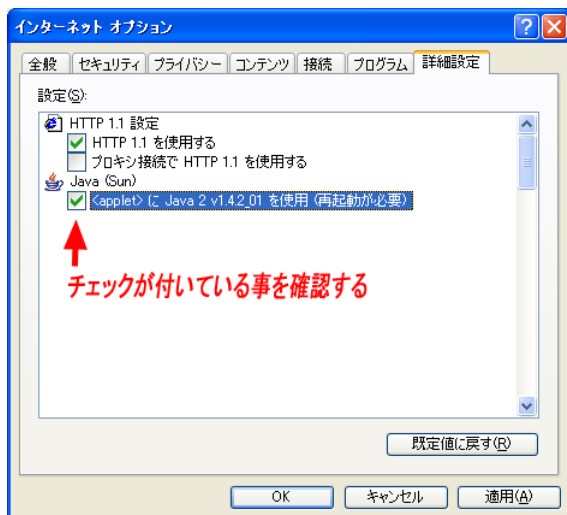 インターネット オプション
全般 セキュリティ プライバシー コンテンツ 接続 プログラム 詳細設定
設定(S):
HTTP 1.1 設定
HTTP 1.1 を使用する
プロキシ接続で HTTP 1.1 を使用する
Java (Sun)
<applet> に Java 2 v1.4.2_01 を使用 (再起動が必要)
チェックが付いている事を確認する
既定値に戻す(R)
OK キャンセル 適用(A)